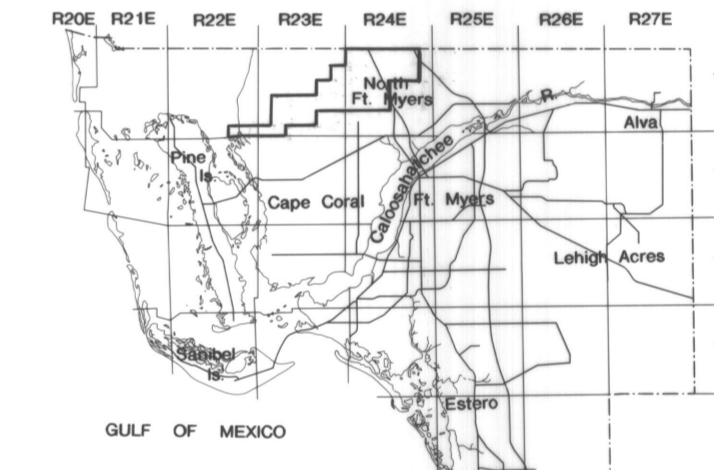 R20E R21E R22E R23E R24E R25E R26E R27E
North
Ft. Myers
R.
Alva
Pine
Is.
Caloosahatchee
Cape Coral
Ft. Myers
Lehigh Acres
Sanibel
Is.
Estero
GULF OF MEXICO